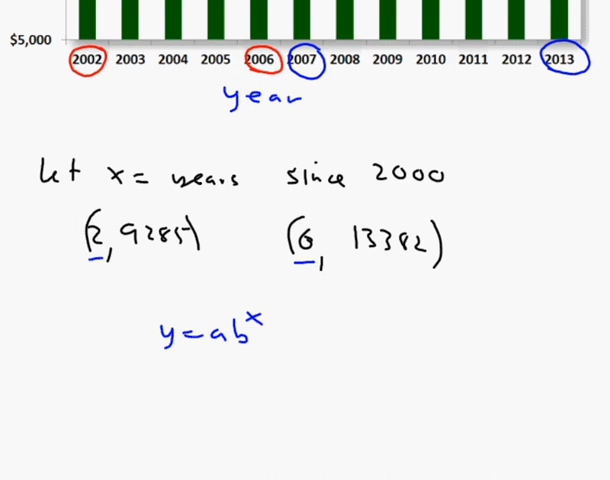 $5,000
2002 2003 2004 2005 2006 2007 2008 2009 2010 2011 2012 2013
year
let x = years since 2000
(2, 9285) (6, 13382)
y=ab^x